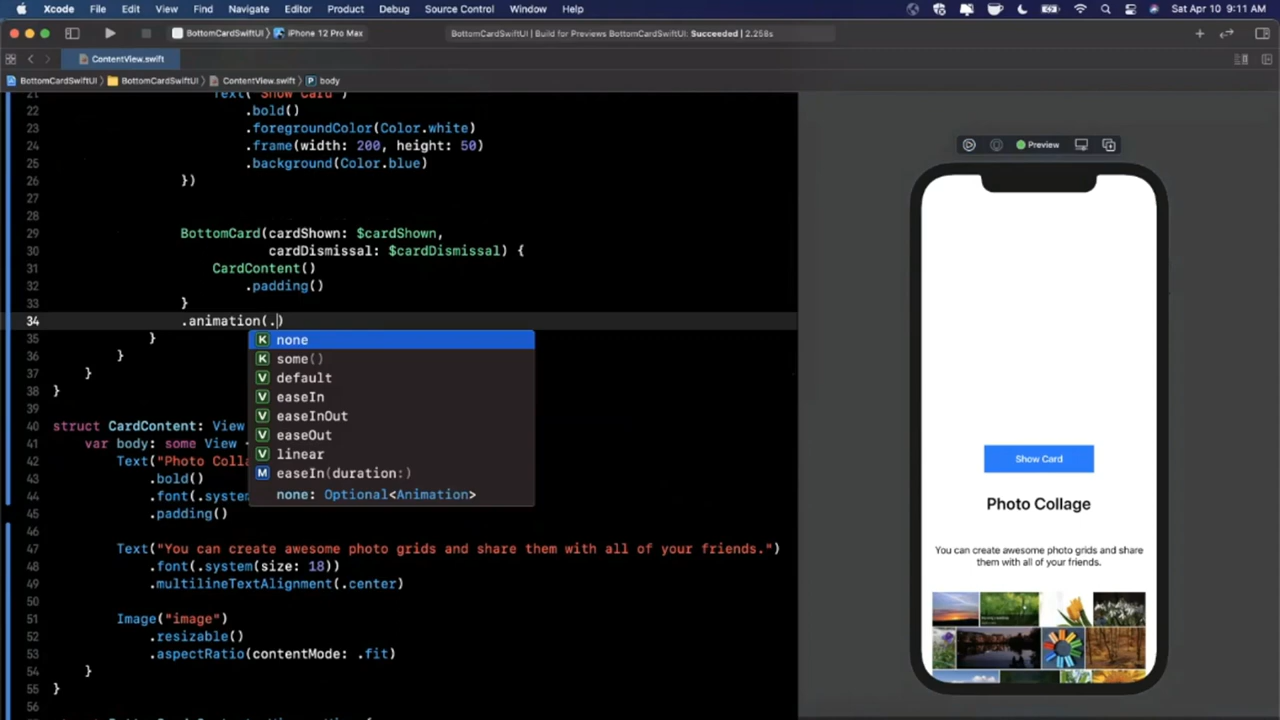 Xcode File Edit View Find Navigate Editor Product Debug Source Control Window Help Sat Apr 10 9:11 AM
BottomCardSwiftUI 〉 iPhone 12 Pro Max BottomCardSwiftUI | Build for Previews BottomCardSwiftUI: Succeeded | 2.258s
ContentView.swift
BottomCardSwiftUI 〉 BottomCardSwiftUI 〉 ContentView.swift 〉 P body
21 Text("Show Card")
22 .bold()
23 .foregroundColor(Color.white)
24 .frame(width: 200, height: 50)
25 .background(Color.blue)
26 })
27
28
29 BottomCard(cardShown: $cardShown,
30 cardDismissal: $cardDismissal) {
31 CardContent()
32 .padding()
33 }
34 .animation(.)
35 }
36 }
37 }
38 }
39
40 struct CardContent: View
41 var body: some View
42 Text("Photo Colla
43 .bold()
44 .font(.system
45 .padding()
46
47 Text("You can create awesome photo grids and share them with all of your friends.")
48 .font(.system(size: 18))
49 .multilineTextAlignment(.center)
50
51 Image("image")
52 .resizable()
53 .aspectRatio(contentMode: .fit)
54 }
55 }
56
K none
K some()
V default
V easeIn
V easeInOut
V easeOut
V linear
M easeIn(duration:)
none: Optional<Animation>
Preview
Show Card
Photo Collage
You can create awesome photo grids and share
them with all of your friends.